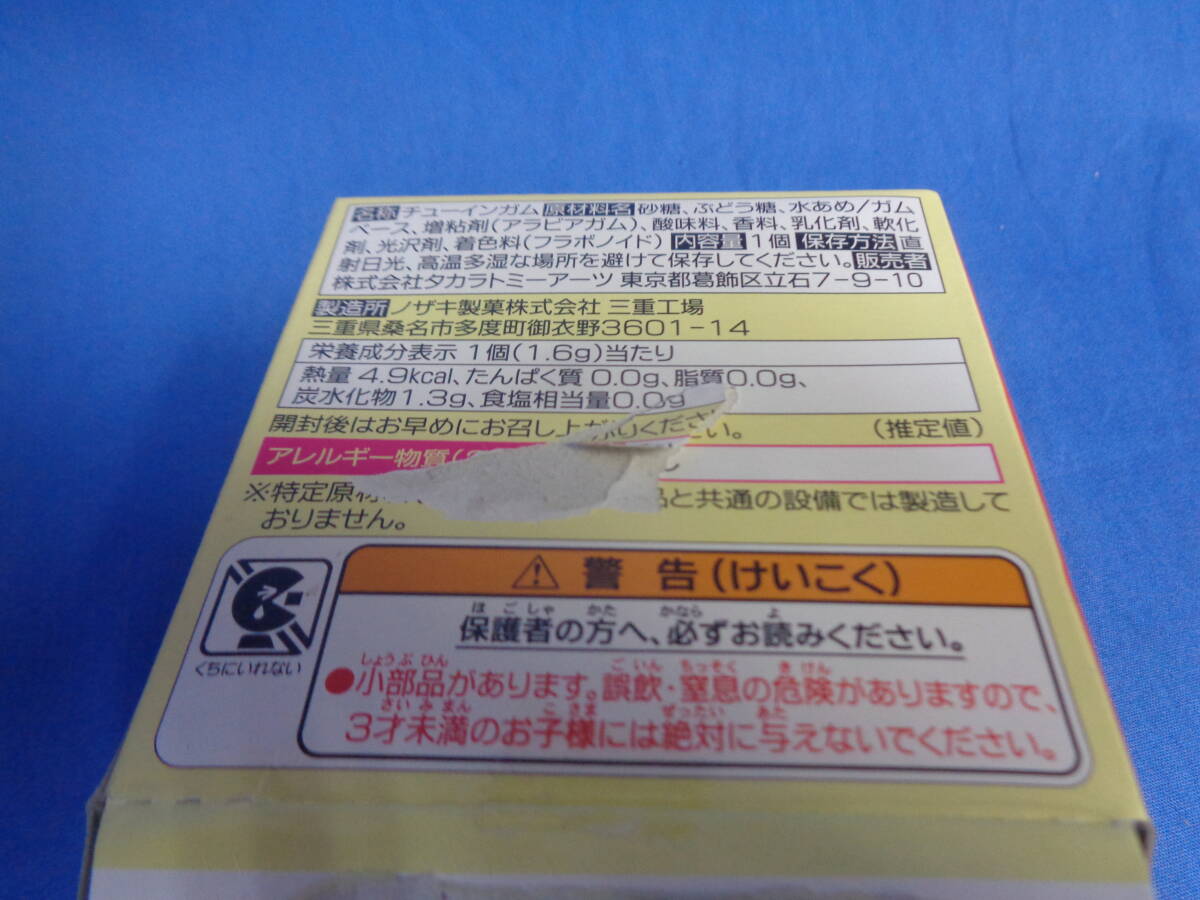 名称 チューインガム 原材料名 砂糖、ぶどう糖、水あめ/ガム
ベース、増粘剤(アラビアガム)、酸味料、香料、乳化剤、軟化
剤、光沢剤、着色料(フラボノイド) 内容量 1個 保存方法 直
射日光、高温多湿な場所を避けて保存してください。 販売者
株式会社タカラトミーアーツ 東京都葛飾区立石7-9-10
製造所 ノザキ製菓株式会社 三重工場
三重県桑名市多度町御衣野3601-14
栄養成分表示 1個(1.6g)当たり
熱量 4.9kcal、たんぱく質 0.0g、脂質0.0g、
炭水化物1.3g、食塩相当量0.0g
開封後はお早めにお召し上がりください。 (推定値)
アレルギー物質(
※特定原材 品と共通の設備では製造して
おりません。
⚠ 警告(けいこく)
ほごしゃ かた かなら よ
保護者の方へ、必ずお読みください。
くちにいれない
しょうぶひん ごいん ちっそく きけん
●小部品があります。誤飲・窒息の危険がありますので、
さいみまん こさま ぜったい あた
3才未満のお子様には絶対に与えないでください。